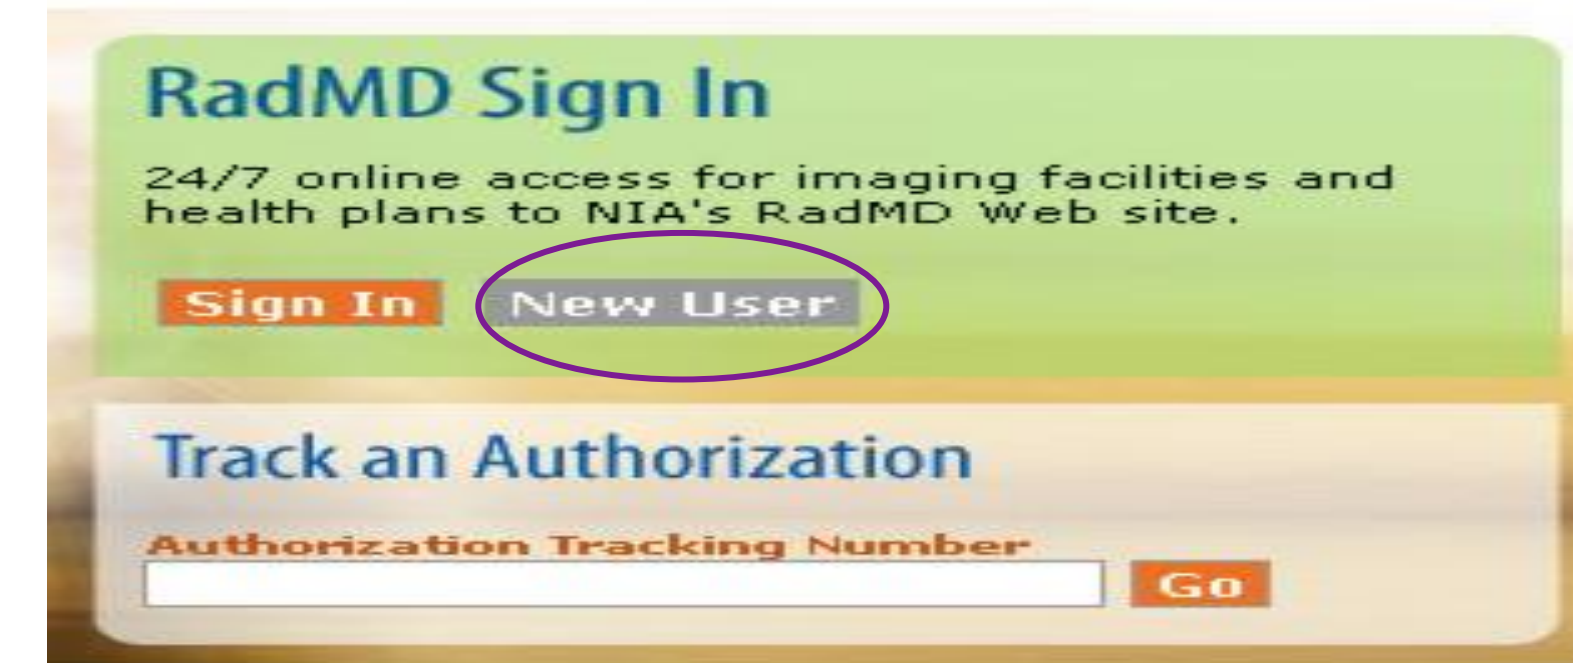 RadMD Sign In
24/7 online access for imaging facilities and
health plans to NIA's RadMD Web site.
Sign In New User
Track an Authorization
Authorization Tracking Number
Go